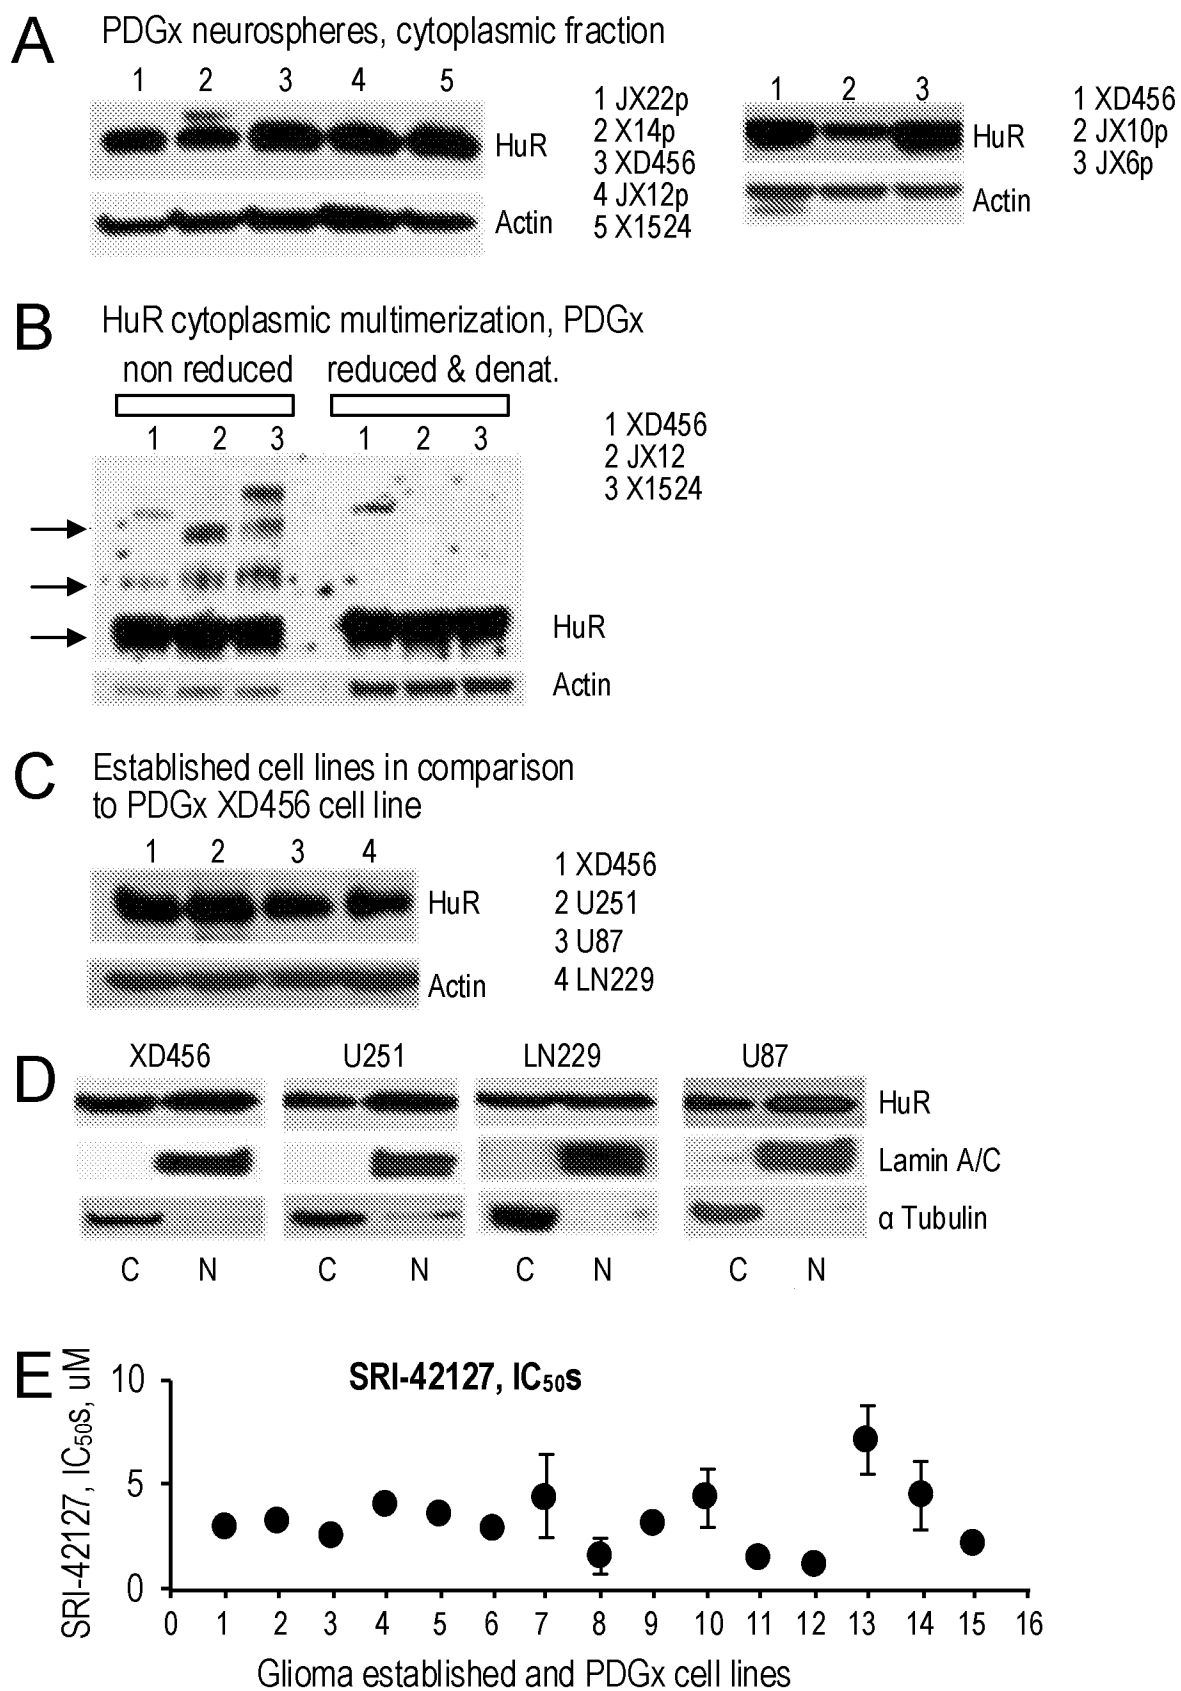 A
PDGx neurospheres, cytoplasmic fraction
1 2 3 4 5
HuR
Actin
1 JX22p
2 X14p
3 XD456
4 JX12p
5 X1524
1 2 3
HuR
Actin
1 XD456
2 JX10p
3 JX6p
B
HuR cytoplasmic multimerization, PDGx
non reduced reduced & denat.
1 2 3 1 2 3
HuR
Actin
1 XD456
2 JX12
3 X1524
C
Established cell lines in comparison
to PDGx XD456 cell line
1 2 3 4
HuR
Actin
1 XD456
2 U251
3 U87
4 LN229
D
XD456 U251 LN229 U87
HuR
Lamin A/C
α Tubulin
C N C N C N C N
E
SRI-42127, IC50s
SRI-42127, IC50s, uM
10
5
0
0 1 2 3 4 5 6 7 8 9 10 11 12 13 14 15 16
Glioma established and PDGx cell lines